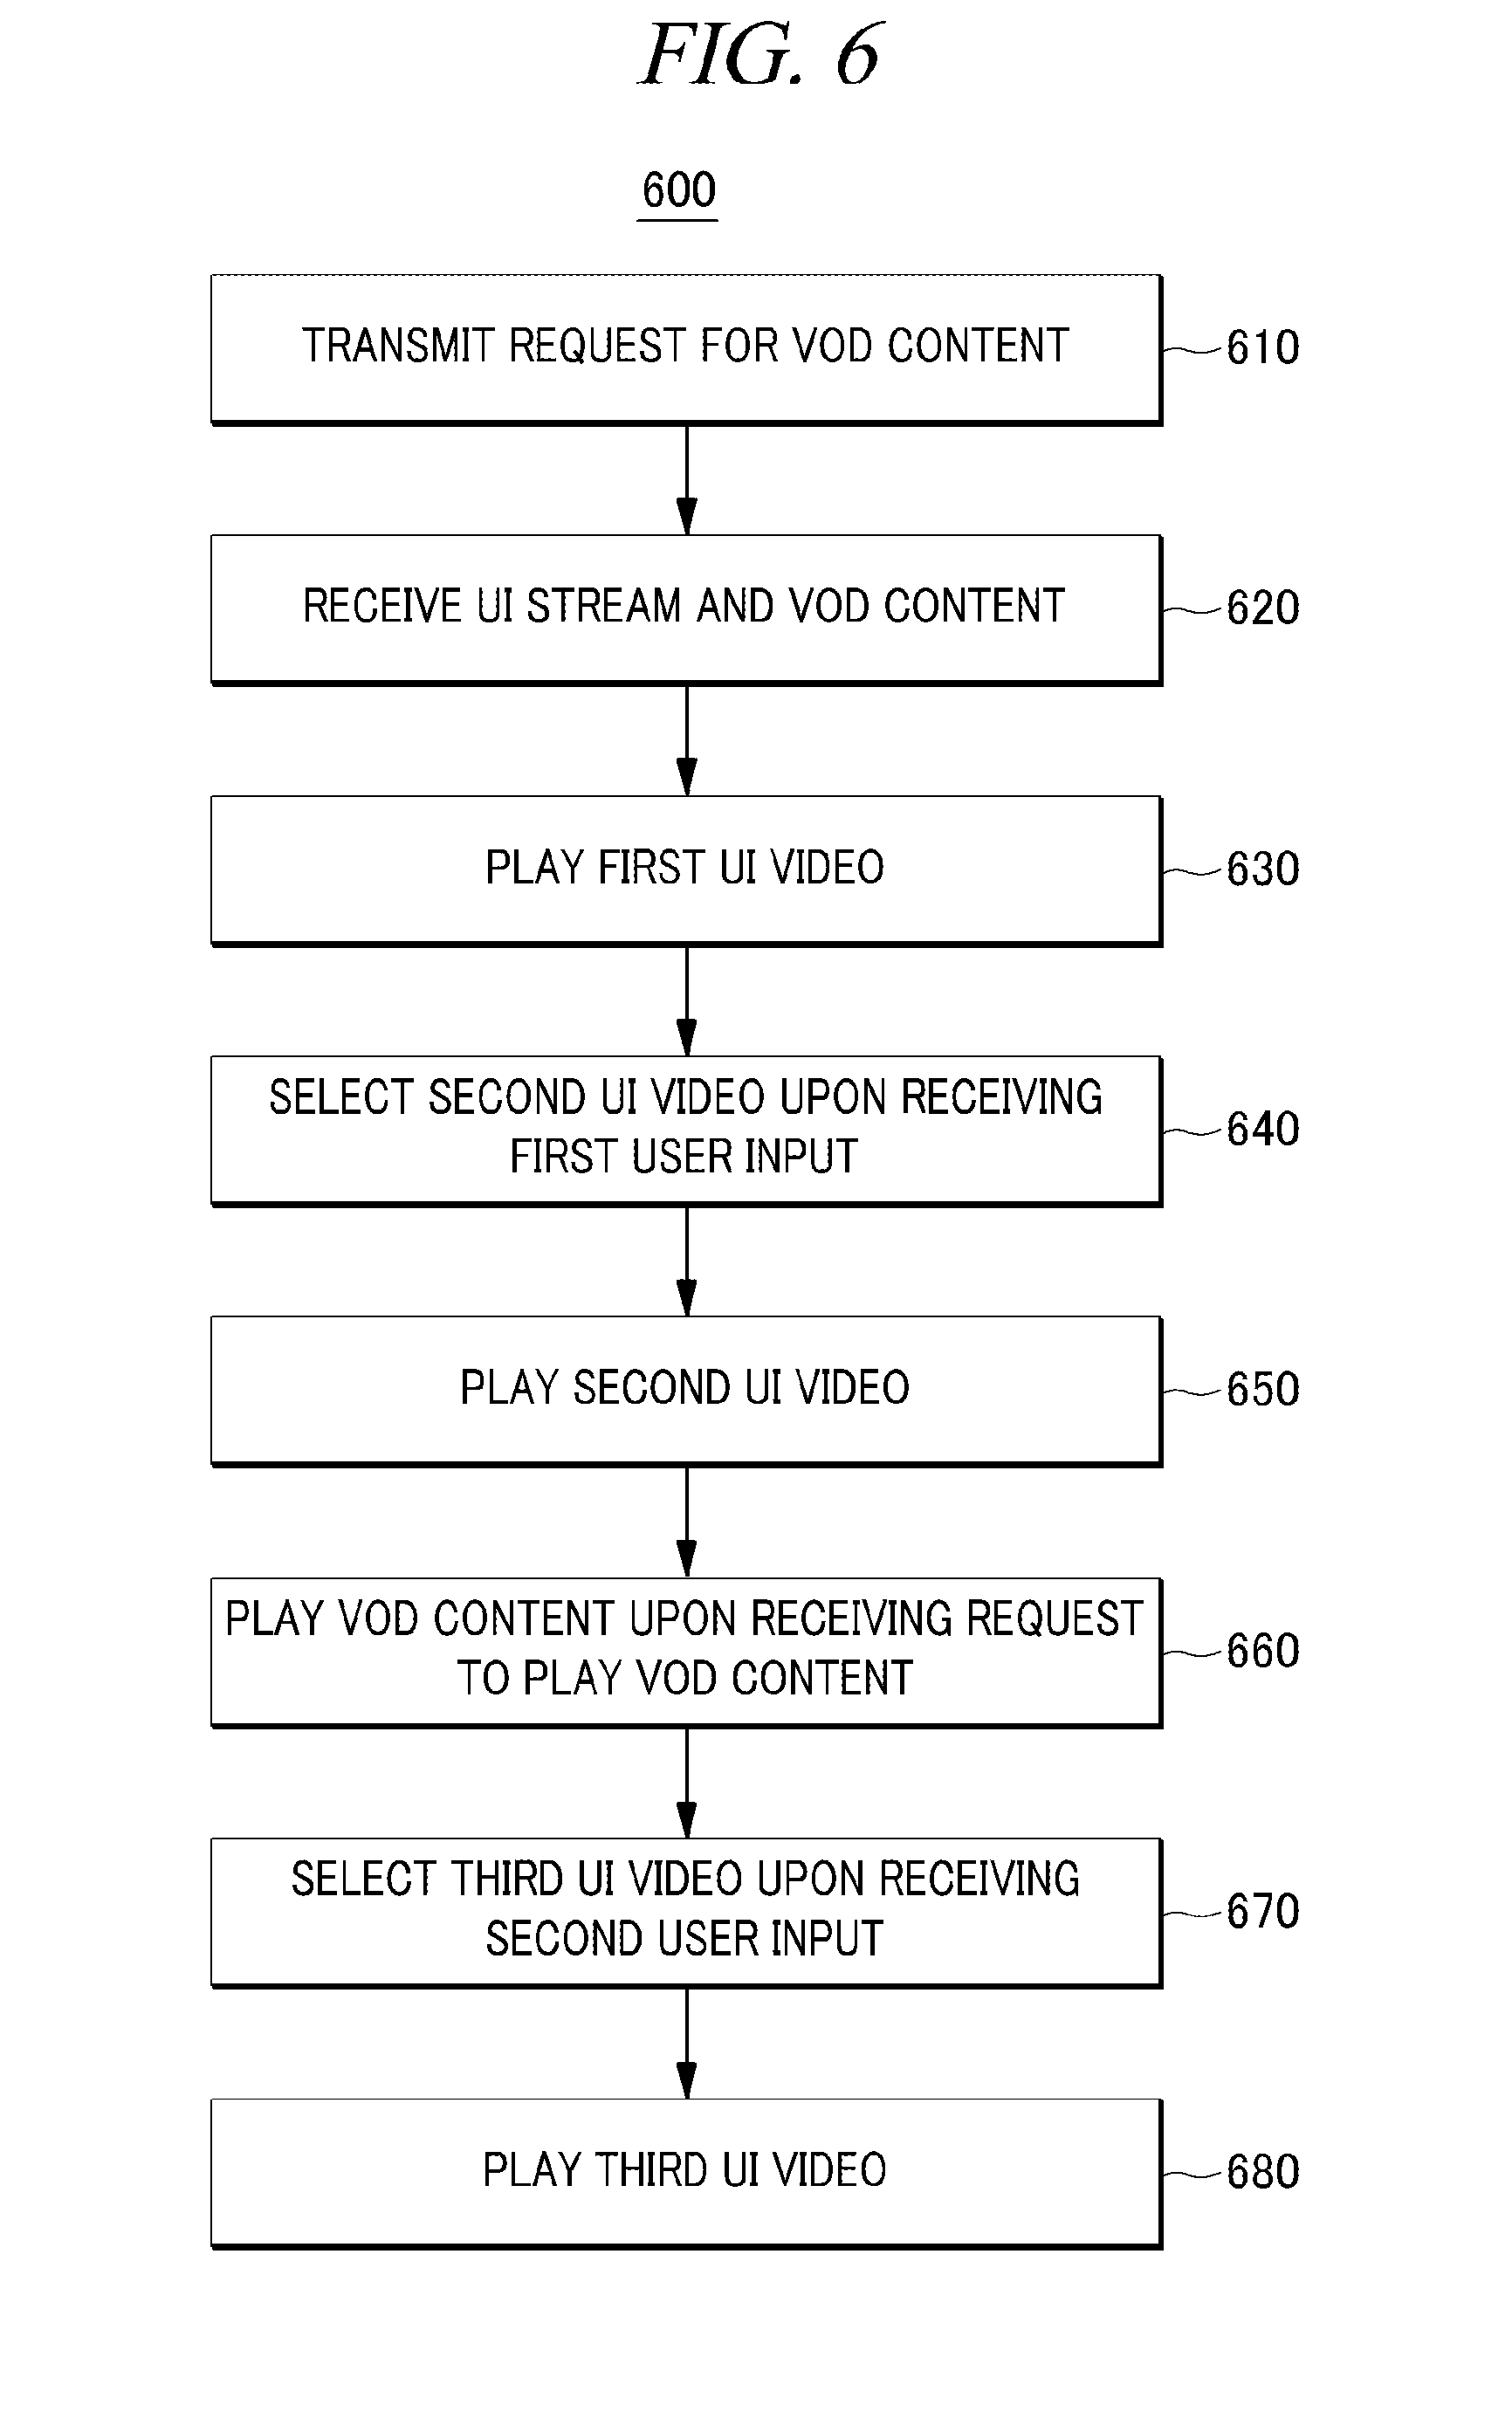 FIG. 6
600
TRANSMIT REQUEST FOR VOD CONTENT
610
RECEIVE UI STREAM AND VOD CONTENT
620
PLAY FIRST UI VIDEO
630
SELECT SECOND UI VIDEO UPON RECEIVING
FIRST USER INPUT
640
PLAY SECOND UI VIDEO
650
PLAY VOD CONTENT UPON RECEIVING REQUEST
TO PLAY VOD CONTENT
660
SELECT THIRD UI VIDEO UPON RECEIVING
SECOND USER INPUT
670
PLAY THIRD UI VIDEO
680